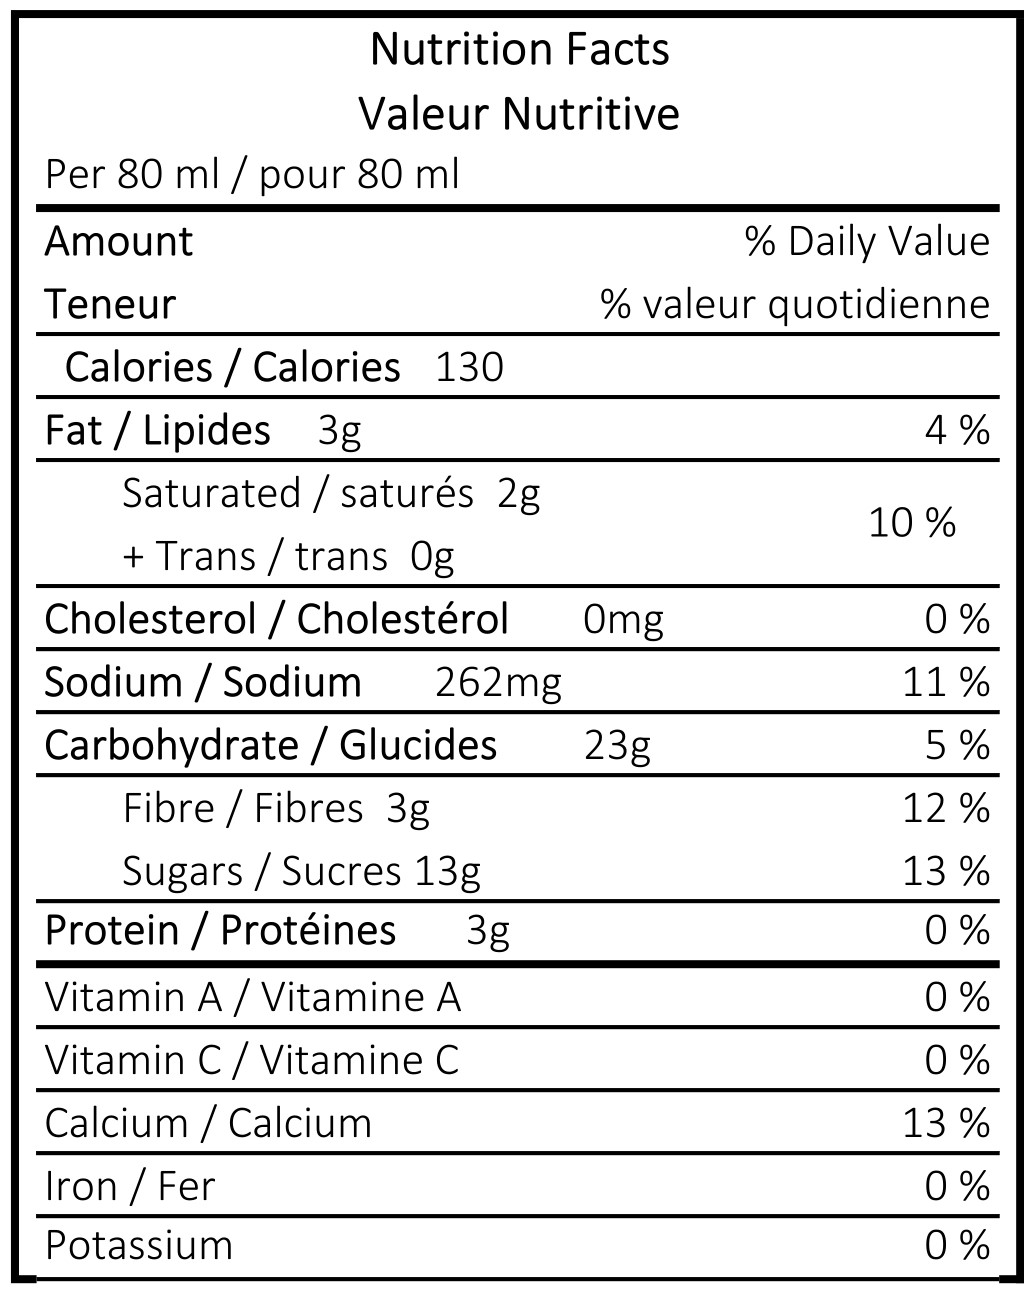 Nutrition Facts
Valeur Nutritive
Per 80 ml / pour 80 ml
Amount % Daily Value
Teneur % valeur quotidienne
Calories / Calories 130
Fat / Lipides 3g 4 %
Saturated / saturés 2g
10 %
+ Trans / trans 0g
Cholesterol / Cholestérol 0mg 0 %
Sodium / Sodium 262mg 11 %
Carbohydrate / Glucides 23g 5 %
Fibre / Fibres 3g 12 %
Sugars / Sucres 13g 13 %
Protein / Protéines 3g 0 %
Vitamin A / Vitamine A 0 %
Vitamin C / Vitamine C 0 %
Calcium / Calcium 13 %
Iron / Fer 0 %
Potassium 0 %